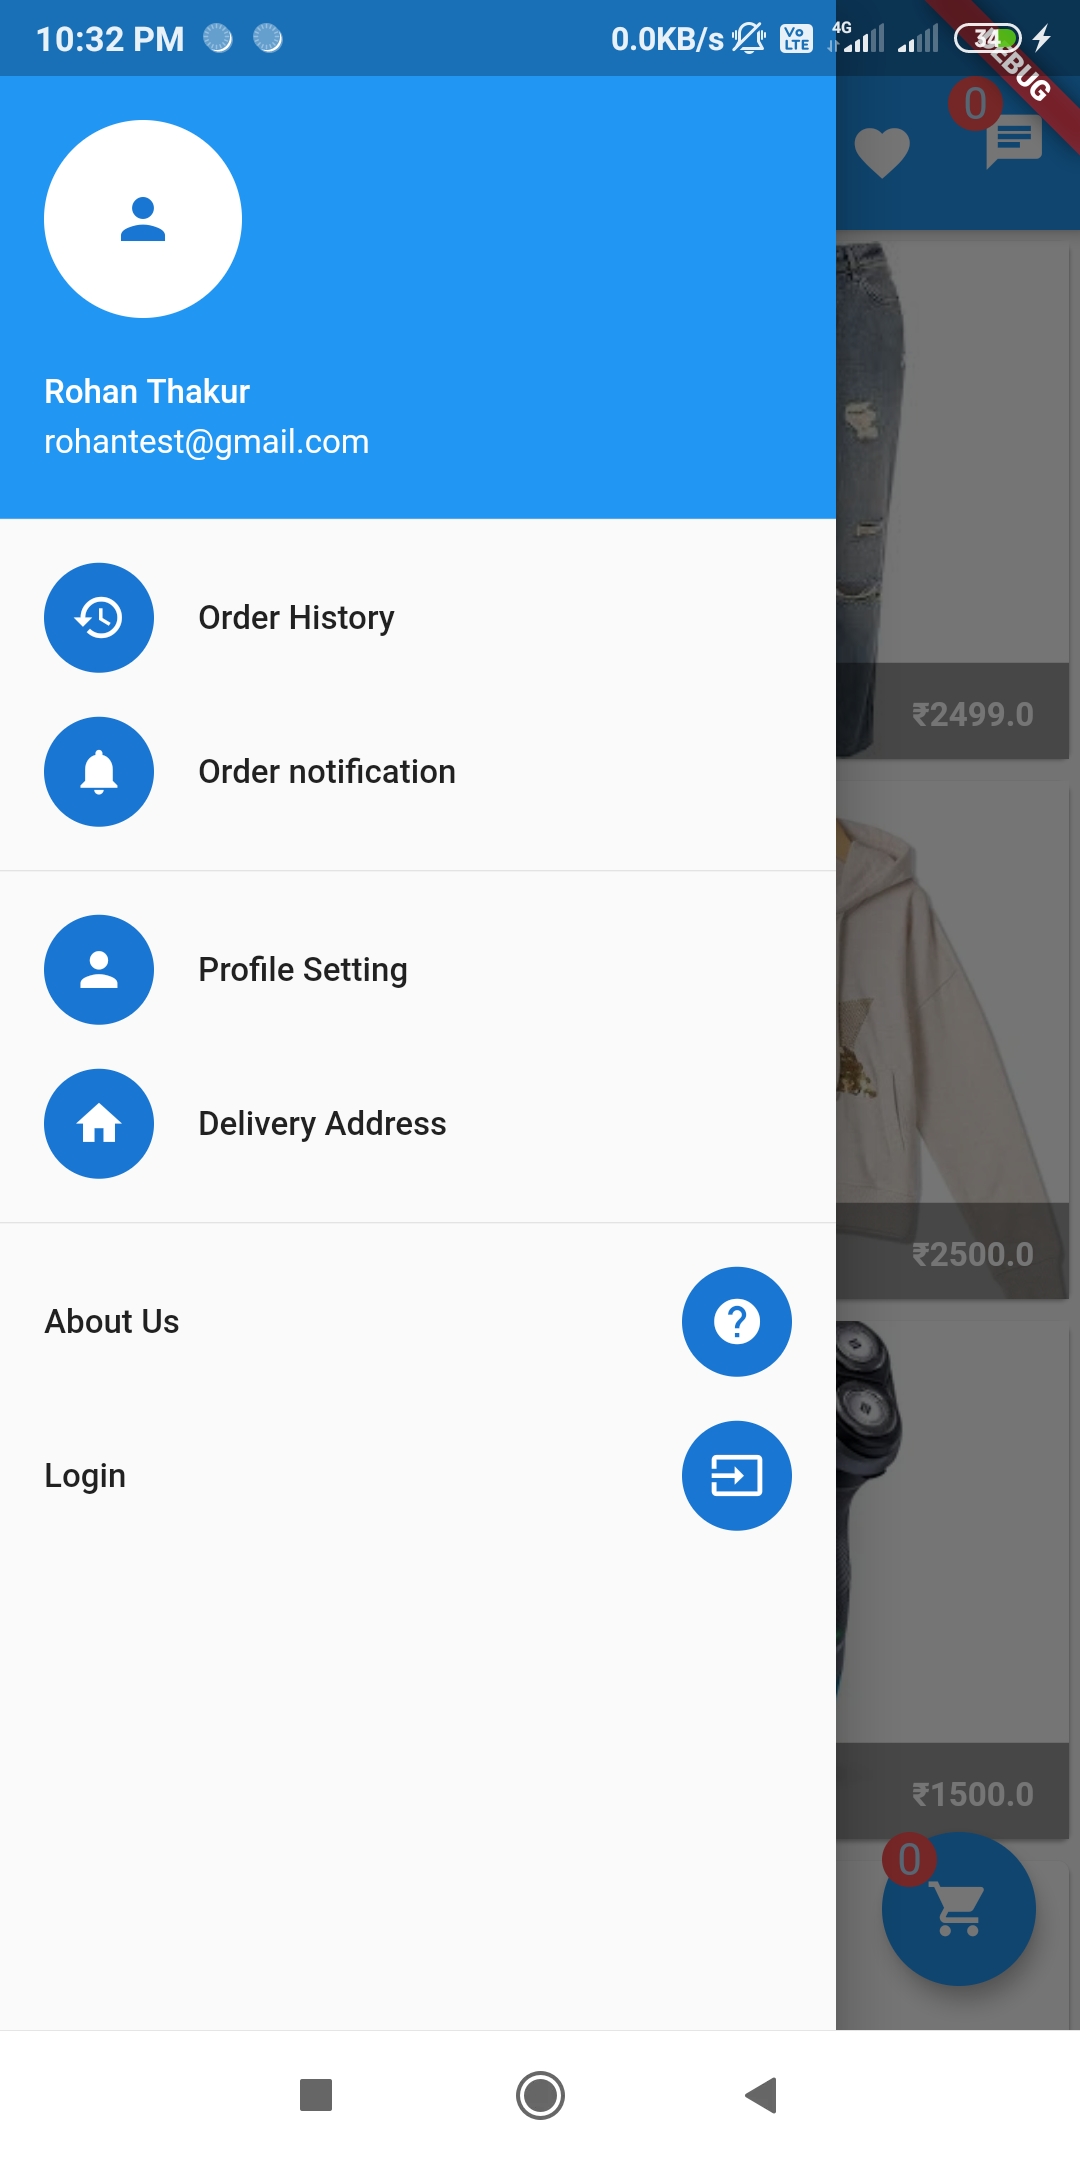 10:32 PM 0.0KB/s Vo LTE 4G 34
DEBUG
0
Rohan Thakur
rohantest@gmail.com
Order History
₹2499.0
Order notification
Profile Setting
Delivery Address
₹2500.0
About Us
Login
₹1500.0
0